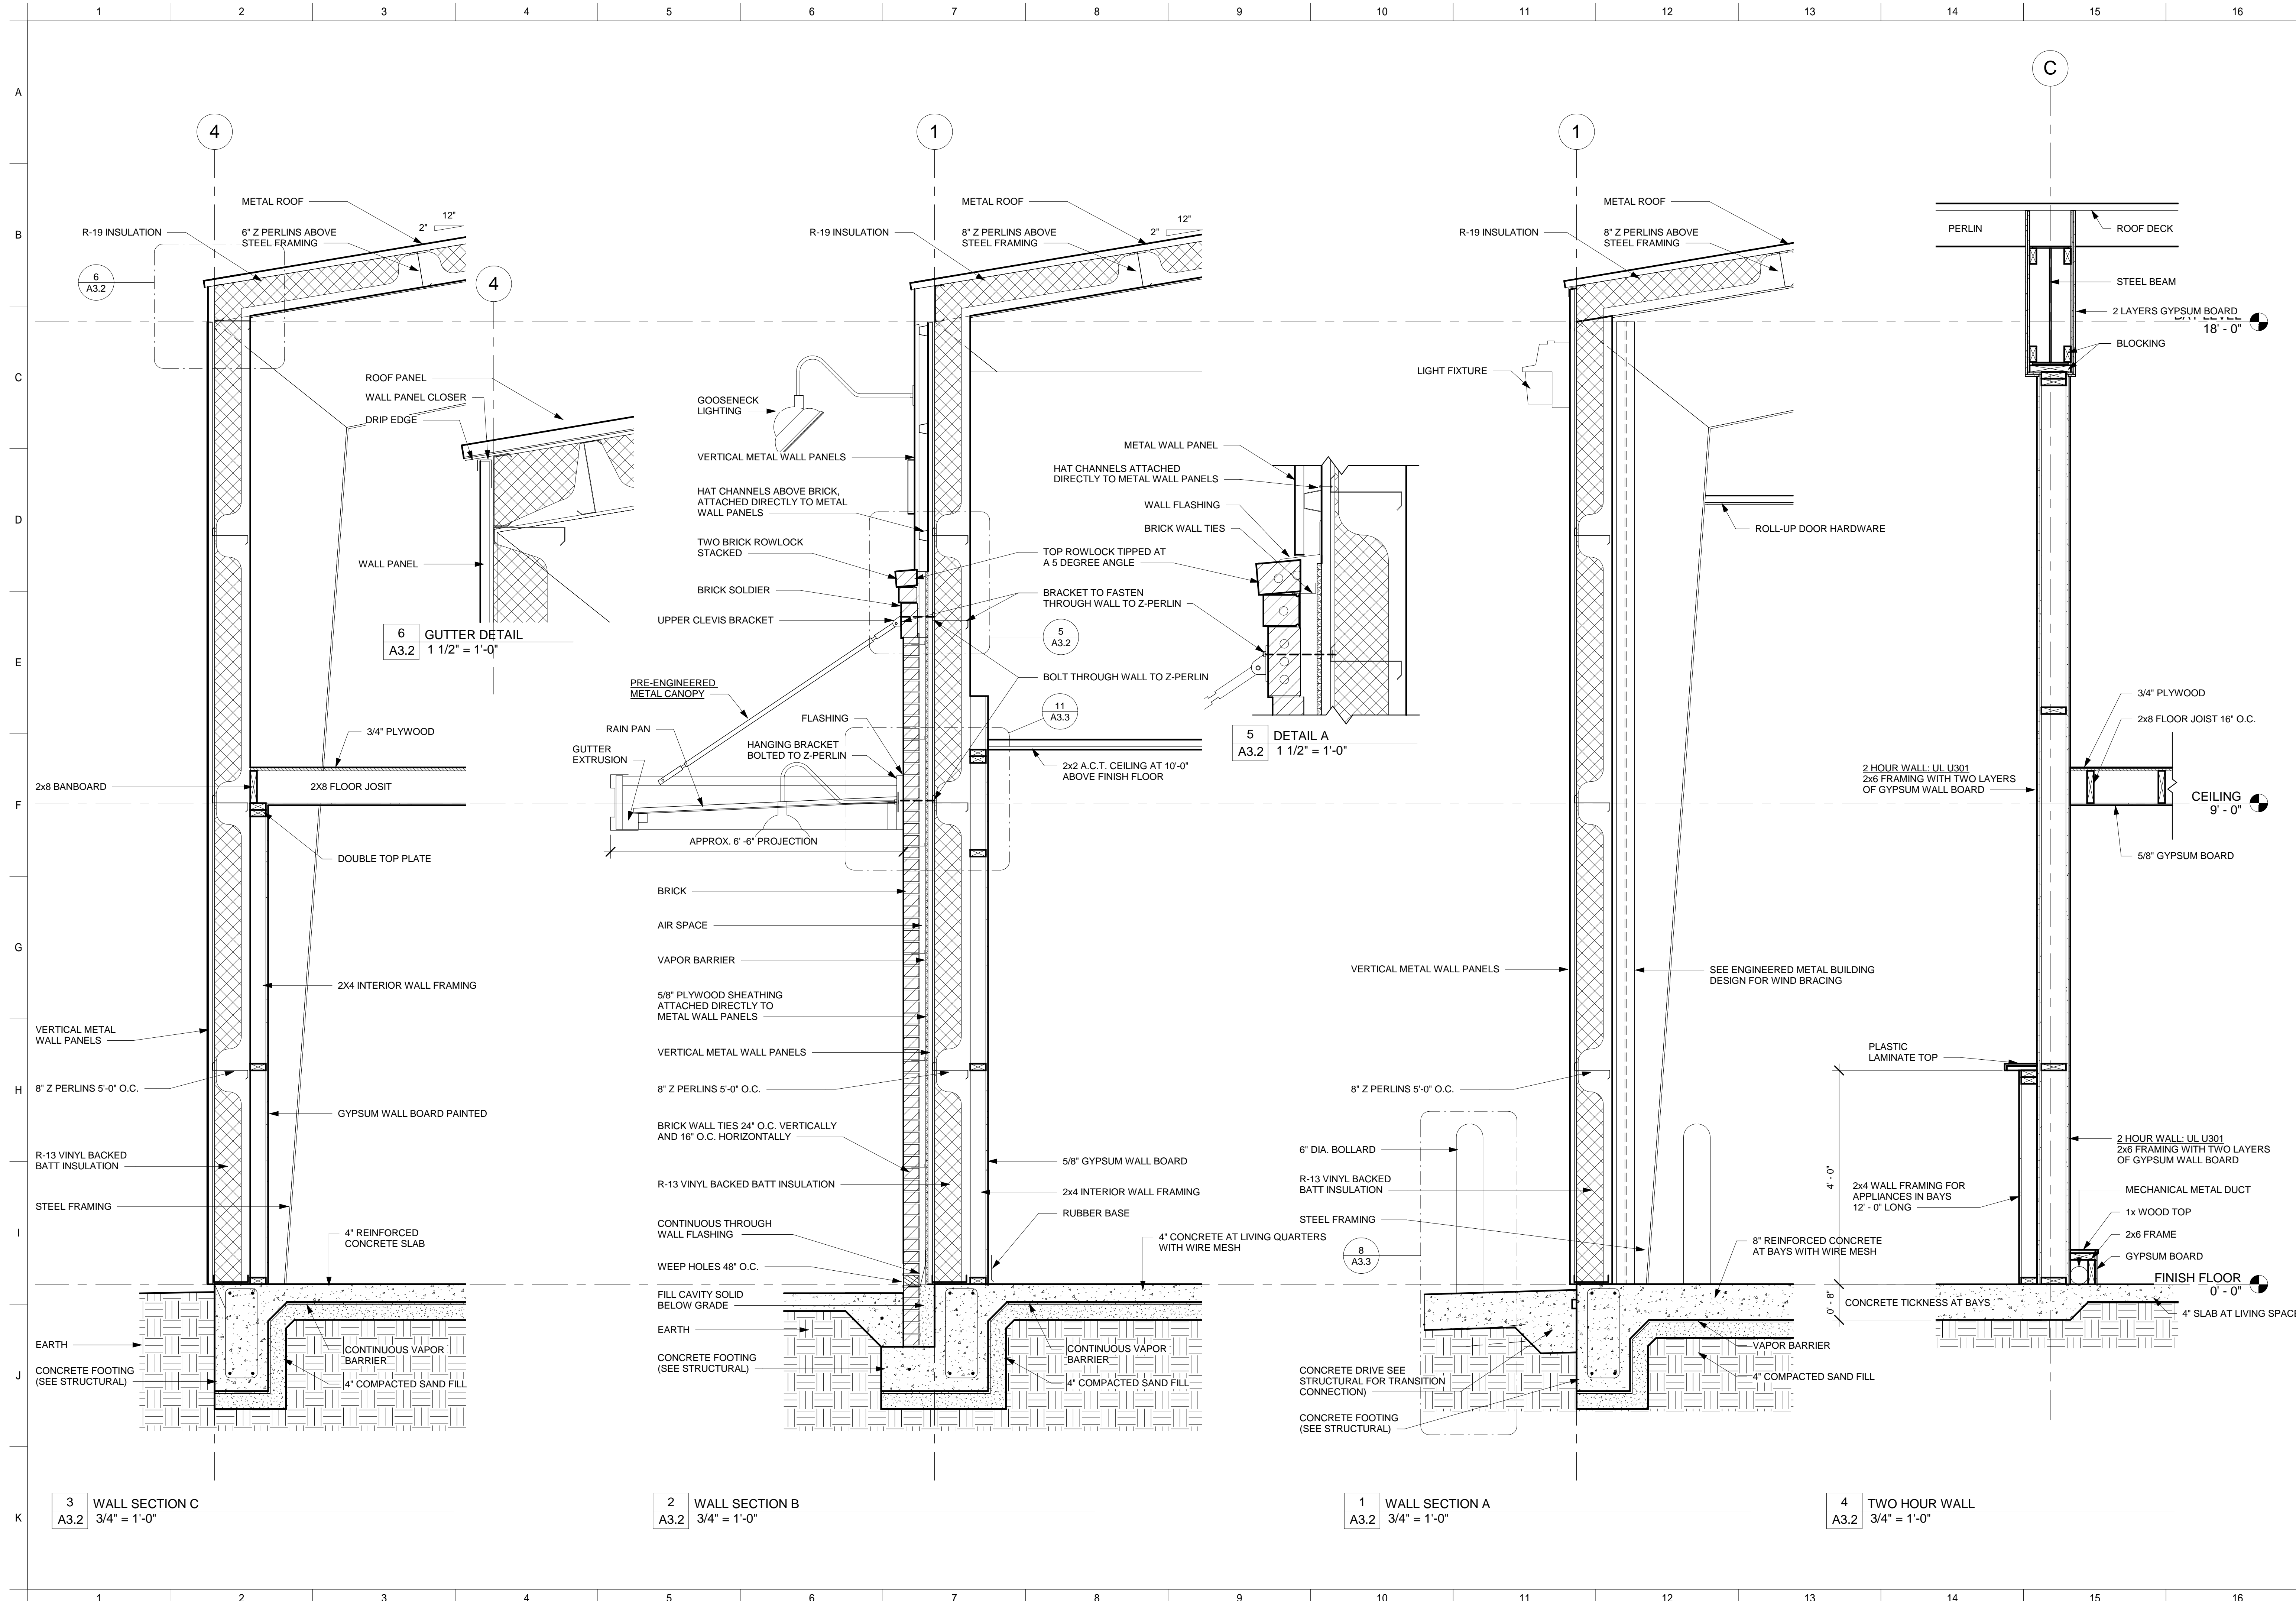 1 2 3 4 5 6 7 8 9 10 11 12 13 14 15 16
A
B
C
D
E
F
G
H
I
J
K
4
METAL ROOF
12"
2"
R-19 INSULATION
6" Z PERLINS ABOVE
STEEL FRAMING
6
A3.2
3/4" PLYWOOD
2x8 BANBOARD
2X8 FLOOR JOSIT
DOUBLE TOP PLATE
2X4 INTERIOR WALL FRAMING
VERTICAL METAL
WALL PANELS
8" Z PERLINS 5'-0" O.C.
GYPSUM WALL BOARD PAINTED
R-13 VINYL BACKED
BATT INSULATION
STEEL FRAMING
4" REINFORCED
CONCRETE SLAB
EARTH
CONCRETE FOOTING
(SEE STRUCTURAL)
CONTINUOUS VAPOR
BARRIER
4" COMPACTED SAND FILL
3
A3.2
WALL SECTION C
3/4" = 1'-0"
4
ROOF PANEL
WALL PANEL CLOSER
DRIP EDGE
WALL PANEL
6
A3.2
GUTTER DETAIL
1 1/2" = 1'-0"
1
METAL ROOF
12"
2"
R-19 INSULATION
8" Z PERLINS ABOVE
STEEL FRAMING
GOOSENECK
LIGHTING
VERTICAL METAL WALL PANELS
HAT CHANNELS ABOVE BRICK,
ATTACHED DIRECTLY TO METAL
WALL PANELS
TWO BRICK ROWLOCK
STACKED
TOP ROWLOCK TIPPED AT
A 5 DEGREE ANGLE
BRICK SOLDIER
BRACKET TO FASTEN
THROUGH WALL TO Z-PERLIN
UPPER CLEVIS BRACKET
5
A3.2
PRE-ENGINEERED
METAL CANOPY
BOLT THROUGH WALL TO Z-PERLIN
11
A3.3
FLASHING
RAIN PAN
GUTTER
EXTRUSION
HANGING BRACKET
BOLTED TO Z-PERLIN
2x2 A.C.T. CEILING AT 10'-0"
ABOVE FINISH FLOOR
APPROX. 6' -6" PROJECTION
BRICK
AIR SPACE
VAPOR BARRIER
5/8" PLYWOOD SHEATHING
ATTACHED DIRECTLY TO
METAL WALL PANELS
VERTICAL METAL WALL PANELS
8" Z PERLINS 5'-0" O.C.
BRICK WALL TIES 24" O.C. VERTICALLY
AND 16" O.C. HORIZONTALLY
5/8" GYPSUM WALL BOARD
R-13 VINYL BACKED BATT INSULATION
2x4 INTERIOR WALL FRAMING
RUBBER BASE
CONTINUOUS THROUGH
WALL FLASHING
4" CONCRETE AT LIVING QUARTERS
WITH WIRE MESH
WEEP HOLES 48" O.C.
FILL CAVITY SOLID
BELOW GRADE
EARTH
CONCRETE FOOTING
(SEE STRUCTURAL)
CONTINUOUS VAPOR
BARRIER
4" COMPACTED SAND FILL
2
A3.2
WALL SECTION B
3/4" = 1'-0"
METAL WALL PANEL
HAT CHANNELS ATTACHED
DIRECTLY TO METAL WALL PANELS
WALL FLASHING
BRICK WALL TIES
5
A3.2
DETAIL A
1 1/2" = 1'-0"
1
METAL ROOF
R-19 INSULATION
8" Z PERLINS ABOVE
STEEL FRAMING
LIGHT FIXTURE
ROLL-UP DOOR HARDWARE
VERTICAL METAL WALL PANELS
SEE ENGINEERED METAL BUILDING
DESIGN FOR WIND BRACING
8" Z PERLINS 5'-0" O.C.
6" DIA. BOLLARD
R-13 VINYL BACKED
BATT INSULATION
STEEL FRAMING
8
A3.3
8" REINFORCED CONCRETE
AT BAYS WITH WIRE MESH
VAPOR BARRIER
4" COMPACTED SAND FILL
CONCRETE DRIVE SEE
STRUCTURAL FOR TRANSITION
CONNECTION)
CONCRETE FOOTING
(SEE STRUCTURAL)
1
A3.2
WALL SECTION A
3/4" = 1'-0"
C
PERLIN
ROOF DECK
STEEL BEAM
2 LAYERS GYPSUM BOARD
18' - 0"
BLOCKING
3/4" PLYWOOD
2x8 FLOOR JOIST 16" O.C.
2 HOUR WALL: UL U301
2x6 FRAMING WITH TWO LAYERS
OF GYPSUM WALL BOARD
CEILING
9' - 0"
5/8" GYPSUM BOARD
PLASTIC
LAMINATE TOP
4' -0"
2 HOUR WALL: UL U301
2x6 FRAMING WITH TWO LAYERS
OF GYPSUM WALL BOARD
2x4 WALL FRAMING FOR
APPLIANCES IN BAYS
12' - 0" LONG
MECHANICAL METAL DUCT
1x WOOD TOP
2x6 FRAME
GYPSUM BOARD
FINISH FLOOR
0' - 0"
0' - 8"
CONCRETE TICKNESS AT BAYS
4" SLAB AT LIVING SPACE
4
A3.2
TWO HOUR WALL
3/4" = 1'-0"
1 2 3 4 5 6 7 8 9 10 11 12 13 14 15 16